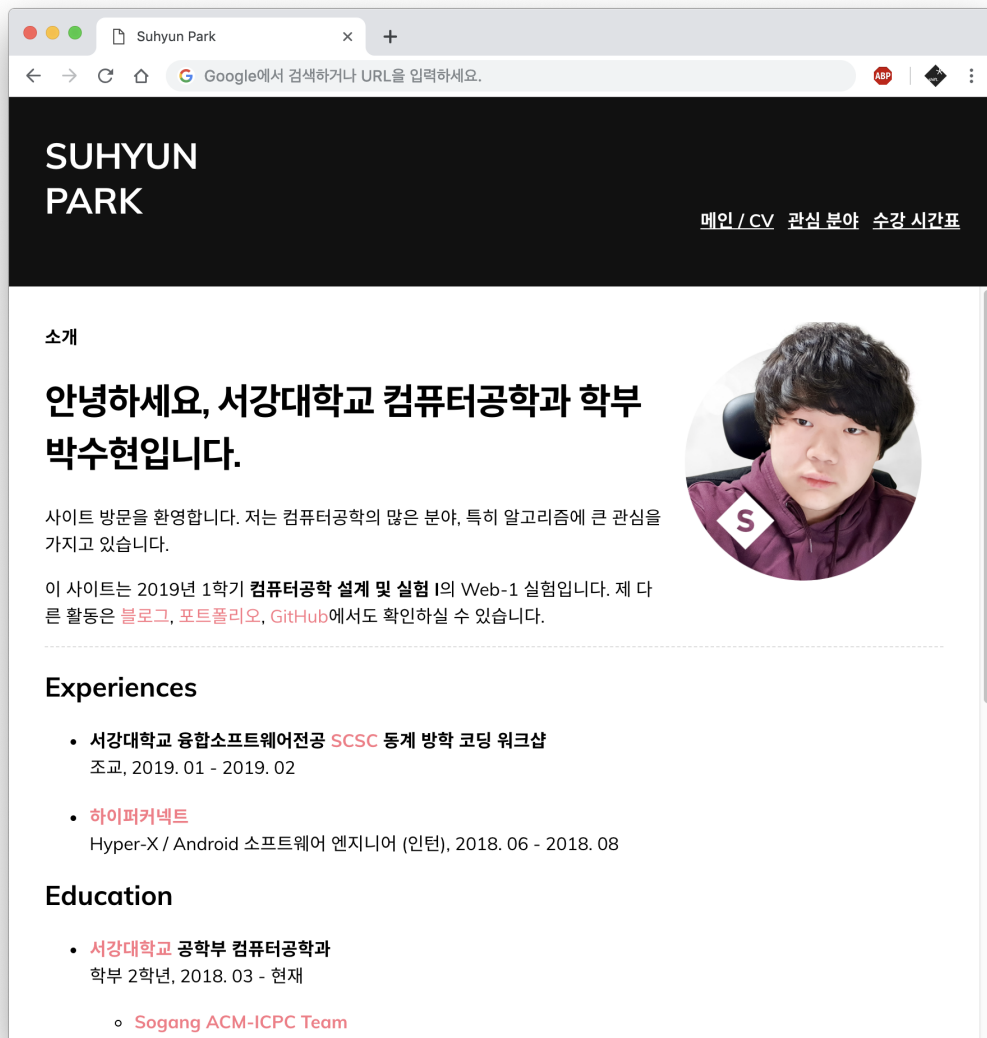 Suhyun Park
Google에서 검색하거나 URL을 입력하세요.
ABP
SUHYUN
PARK
메인 / CV 관심 분야 수강 시간표
소개
안녕하세요, 서강대학교 컴퓨터공학과 학부
박수현입니다.
사이트 방문을 환영합니다. 저는 컴퓨터공학의 많은 분야, 특히 알고리즘에 큰 관심을
가지고 있습니다.
이 사이트는 2019년 1학기 컴퓨터공학 설계 및 실험 I의 Web-1 실험입니다. 제 다
른 활동은 블로그, 포트폴리오, GitHub에서도 확인하실 수 있습니다.
S
Experiences
서강대학교 융합소프트웨어전공 SCSC 동계 방학 코딩 워크샵
조교, 2019. 01 - 2019. 02
하이퍼커넥트
Hyper-X / Android 소프트웨어 엔지니어 (인턴), 2018. 06 - 2018. 08
Education
서강대학교 공학부 컴퓨터공학과
학부 2학년, 2018. 03 - 현재
Sogang ACM-ICPC Team